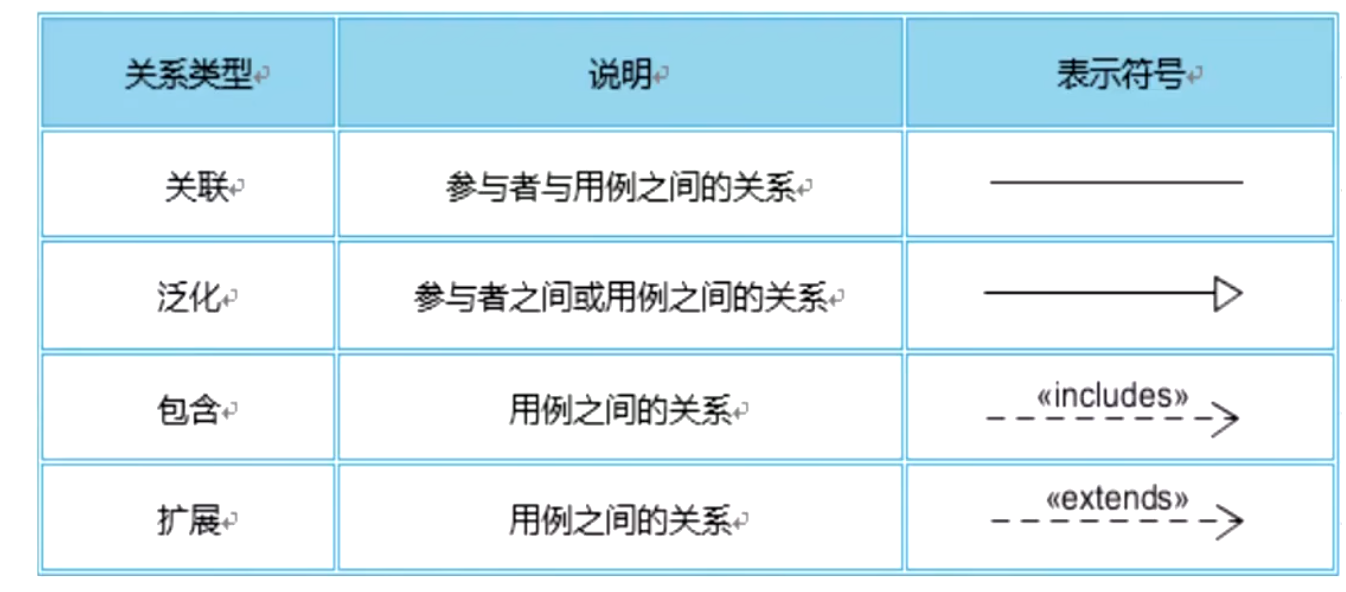 关系类型 说明 表示符号
关联 参与者与用例之间的关系
泛化 参与者之间或用例之间的关系
包含 用例之间的关系 «includes»
扩展 用例之间的关系 «extends»